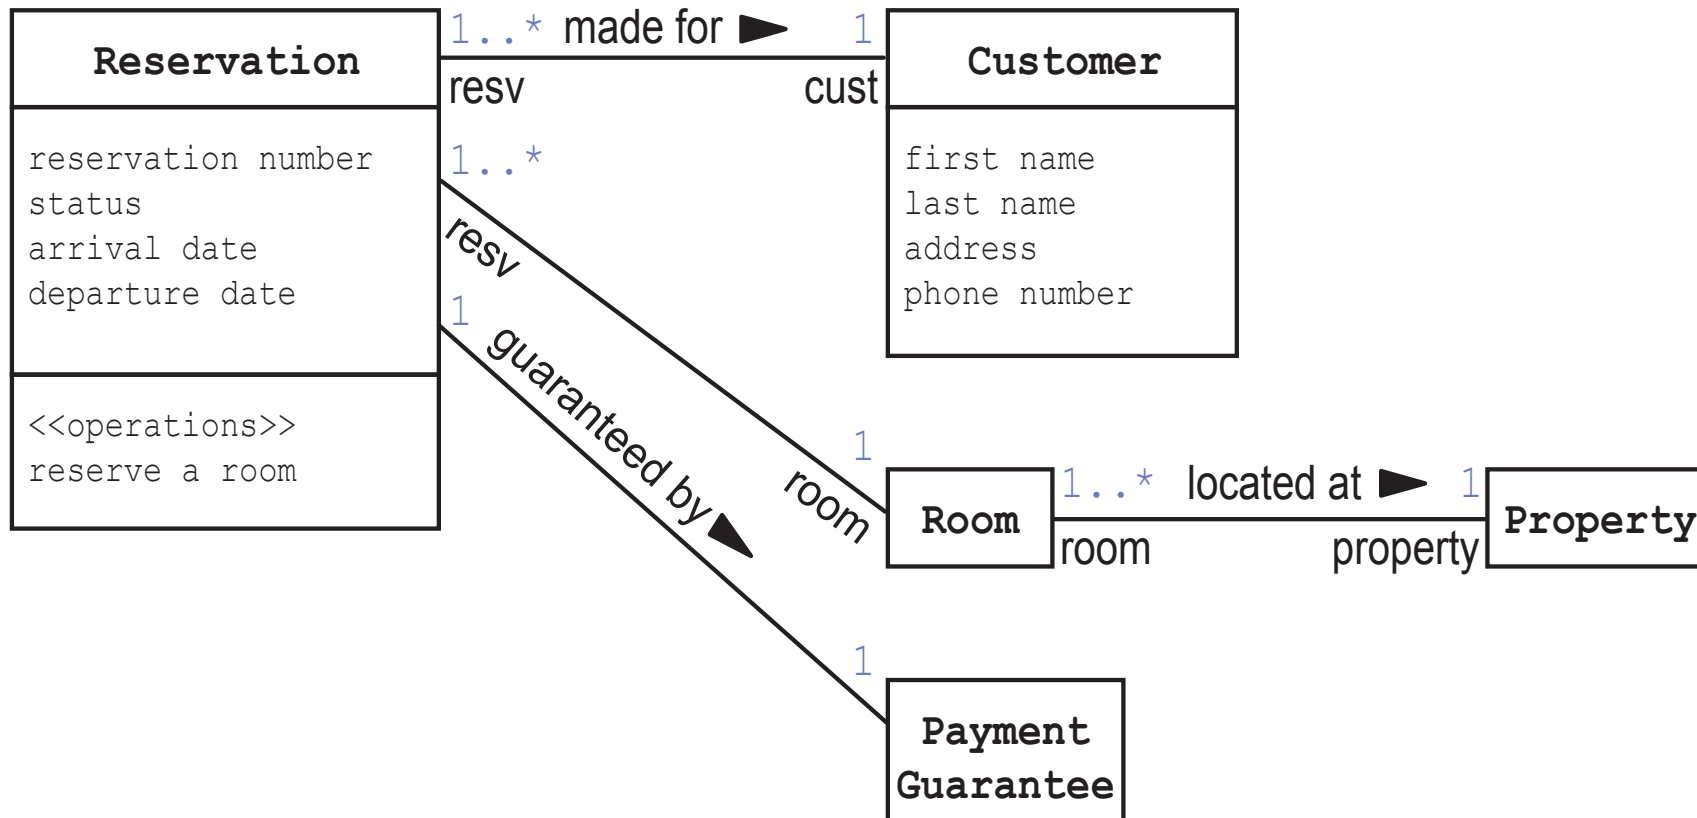 Reservation
reservation number
status
arrival date
departure date
<<operations>>
reserve a room
1..* made for 1
resv cust
Customer
first name
last name
address
phone number
1..*
resv
1
room
1
guaranteed by
1
Room
1..* located at 1
room property
Property
Payment
Guarantee